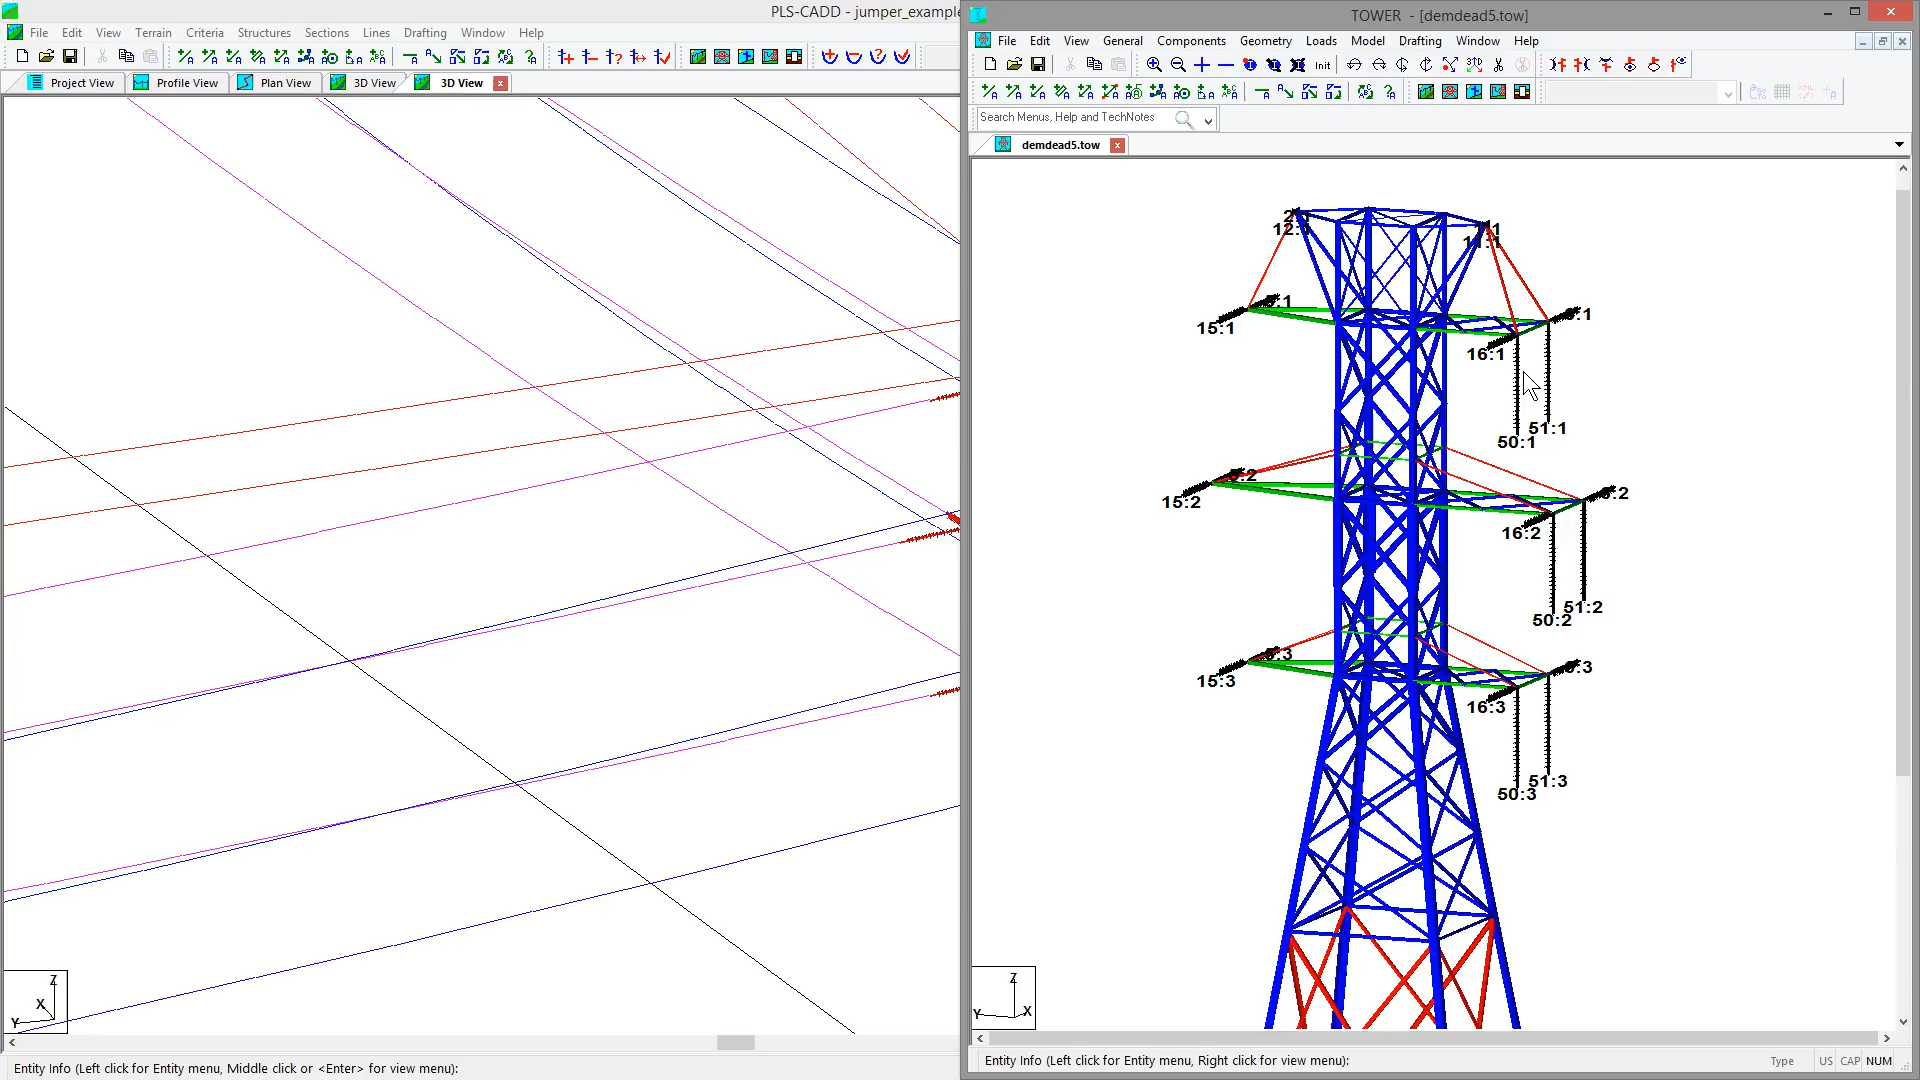 PLS-CADD - jumper_example
File Edit View Terrain Criteria Structures Sections Lines Drafting Window Help
Project View
Profile View
Plan View
3D View
3D View
Entity Info (Left click for Entity menu, Middle click or <Enter> for view menu):
Z
X
Y
TOWER - [demdead5.tow]
File Edit View General Components Geometry Loads Model Drafting Window Help
Init
Search Menus, Help and TechNotes
demdead5.tow
12:1
11:1
15:1
16:1
50:1
51:1
15:2
16:2
50:2
51:2
15:3
16:3
50:3
51:3
Z
Y
X
Entity Info (Left click for Entity menu, Right click for view menu):
Type US CAP NUM